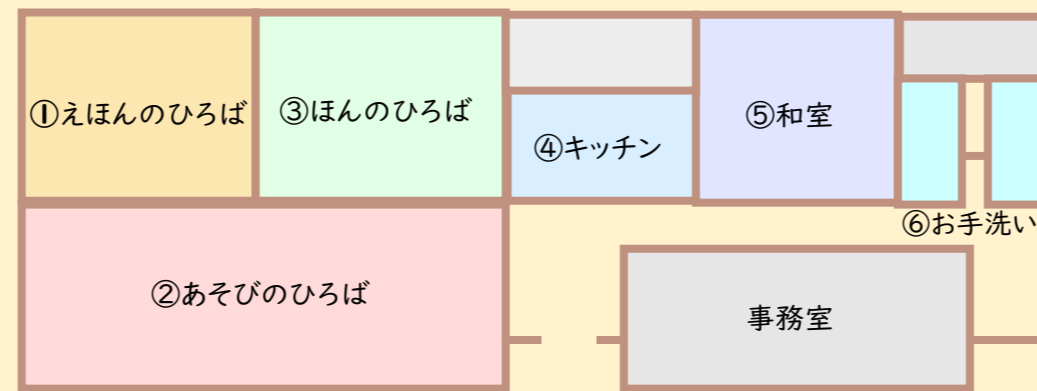 ①えほんのひろば
③ほんのひろば
④キッチン
⑤和室
⑥お手洗い
②あそびのひろば
事務室